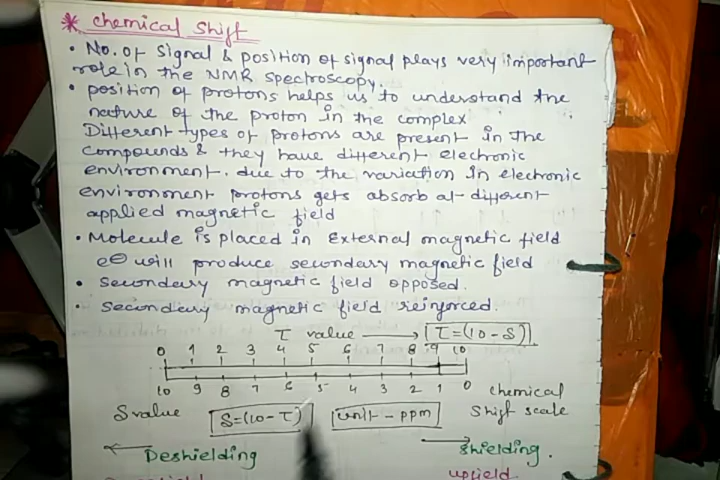 * Chemical Shift
• No. of Signal & position of signal plays very important
role in the NMR spectroscopy.
• position of protons helps us to understand the
nature of the proton in the complex
Different types of protons are present in the
compounds & they have different electronic
environment. due to the variation in electronic
environment protons gets absorb at different
applied magnetic field
• Molecule is placed in External magnetic field
e⊖ will produce secondary magnetic field
• secondary magnetic field opposed.
• secondary magnetic field reinforced.
τ value → τ=(10-δ)
0 1 2 3 4 5 6 7 8 9 10
10 9 8 7 6 5 4 3 2 1 0 chemical
δ value δ=(10-τ) unit - ppm Shift scale
← Deshielding → shielding.
upfield